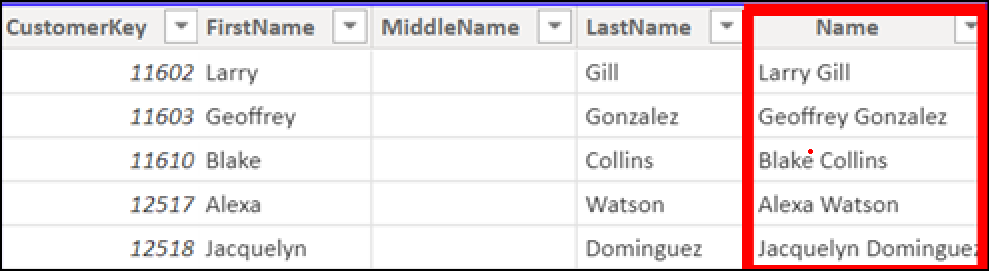 CustomerKey FirstName MiddleName LastName Name
11602 Larry Gill Larry Gill
11603 Geoffrey Gonzalez Geoffrey Gonzalez
11610 Blake Collins Blake Collins
12517 Alexa Watson Alexa Watson
12518 Jacquelyn Dominguez Jacquelyn Dominguez